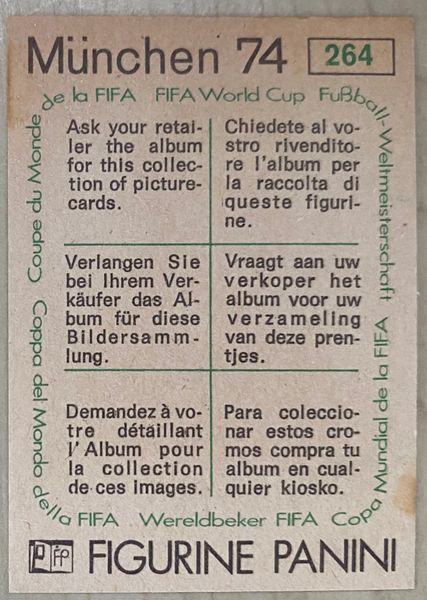 München 74 264
Coupe du Monde de la FIFA FIFA World Cup Fußball-Weltmeisterschaft
Ask your retai-
ler the album
for this collec-
tion of picture-
cards.
Chiedete al vo-
stro rivendito-
re l'album per
la raccolta di
queste figuri-
ne.
Verlangen Sie
bei Ihrem Ver-
käufer das Al-
bum für diese
Bildersamm-
lung.
Vraagt aan uw
verkoper het
album voor uw
verzameling
van deze pren-
tjes.
Demandez à vo-
tre détaillant
l'Album pour
la collection
de ces images.
Para coleccio-
nar estos cro-
mos compra tu
album en cual-
quier kiosko.
Coppa del Mondo della FIFA Wereldbeker FIFA Copa Mundial de la FIFA
FP FIGURINE PANINI